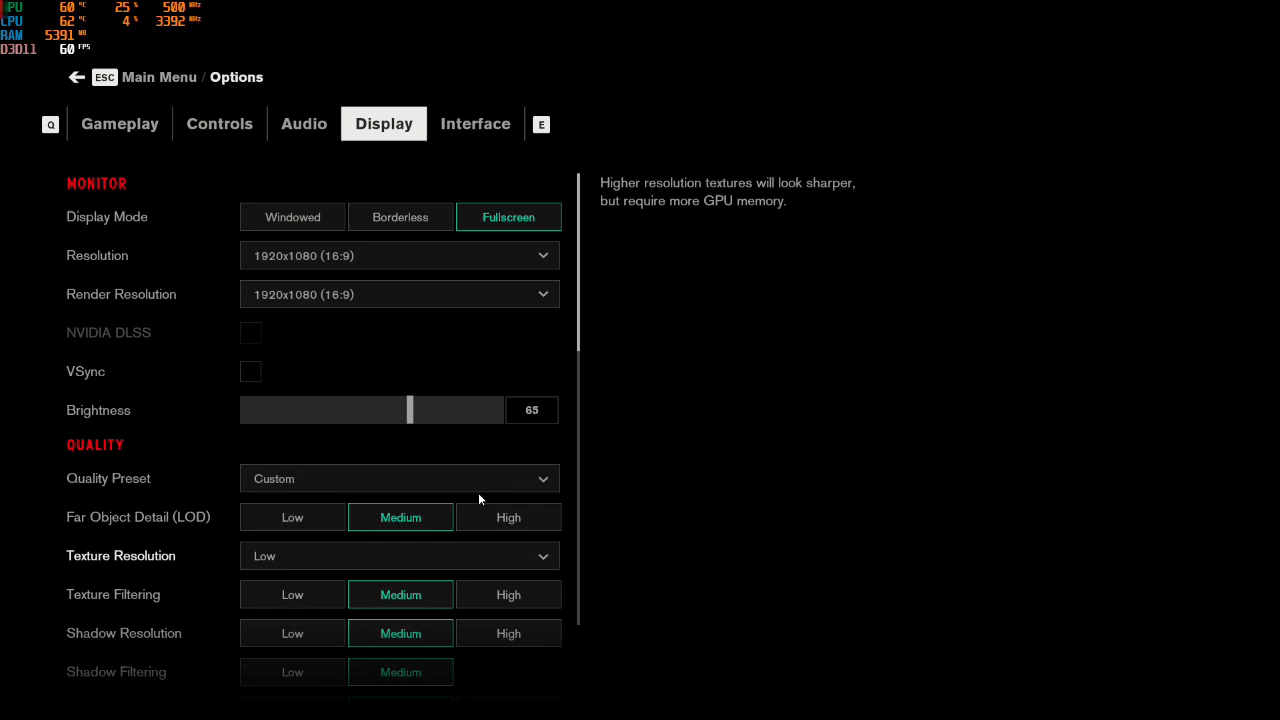 GPU 60 °C 25 % 500 MHz
CPU 62 °C 4 % 3392 MHz
RAM 5391 MB
D3D11 60 FPS
ESC Main Menu / Options
Q Gameplay Controls Audio Display Interface E
MONITOR
Higher resolution textures will look sharper,
but require more GPU memory.
Display Mode Windowed Borderless Fullscreen
Resolution 1920x1080 (16:9)
Render Resolution 1920x1080 (16:9)
NVIDIA DLSS
VSync
Brightness 65
QUALITY
Quality Preset Custom
Far Object Detail (LOD) Low Medium High
Texture Resolution Low
Texture Filtering Low Medium High
Shadow Resolution Low Medium High
Shadow Filtering Low Medium